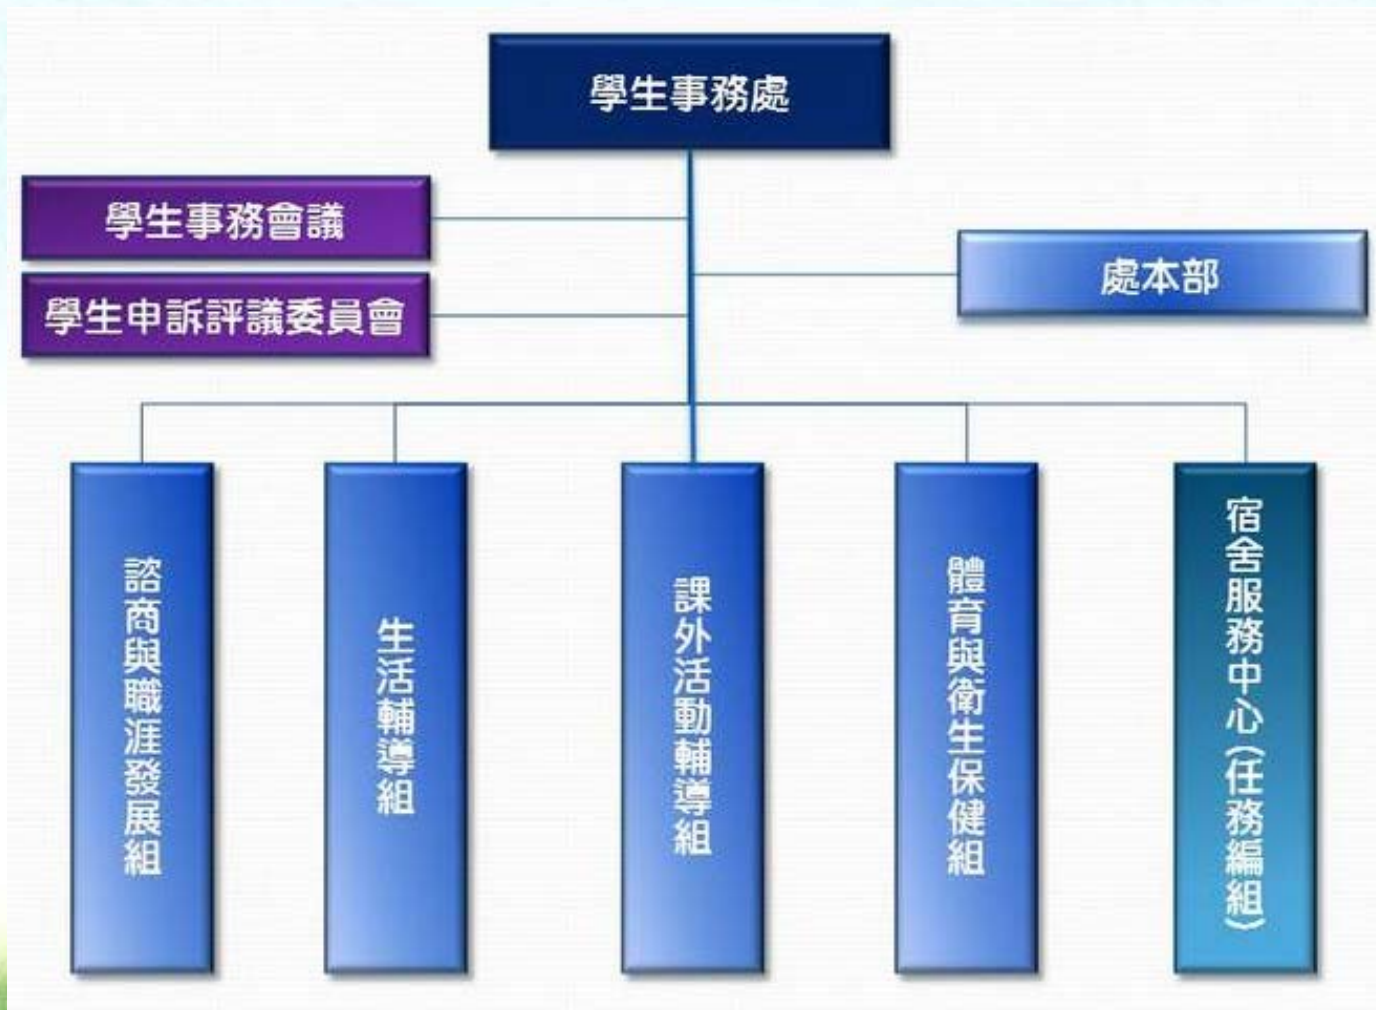 學生事務處
學生事務會議
處本部
學生申訴評議委員會
諮商與職涯發展組
生活輔導組
課外活動輔導組
體育與衛生保健組
宿舍服務中心(任務編組)